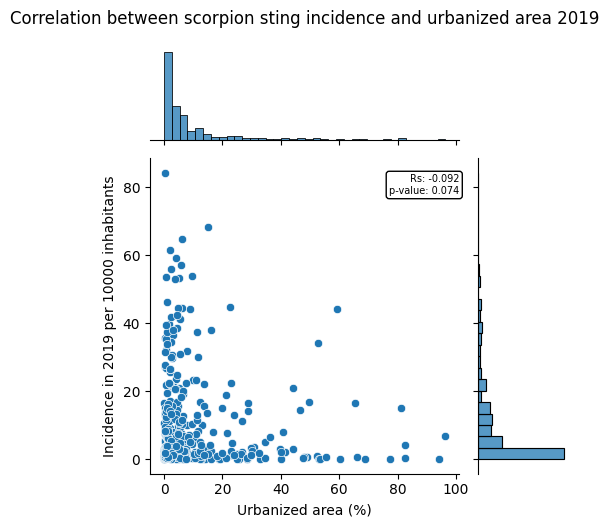 Correlation between scorpion sting incidence and urbanized area 2019
Rs: -0.092
p-value: 0.074
Incidence in 2019 per 10000 inhabitants
80
60
40
20
0
0 20 40 60 80 100
Urbanized area (%)